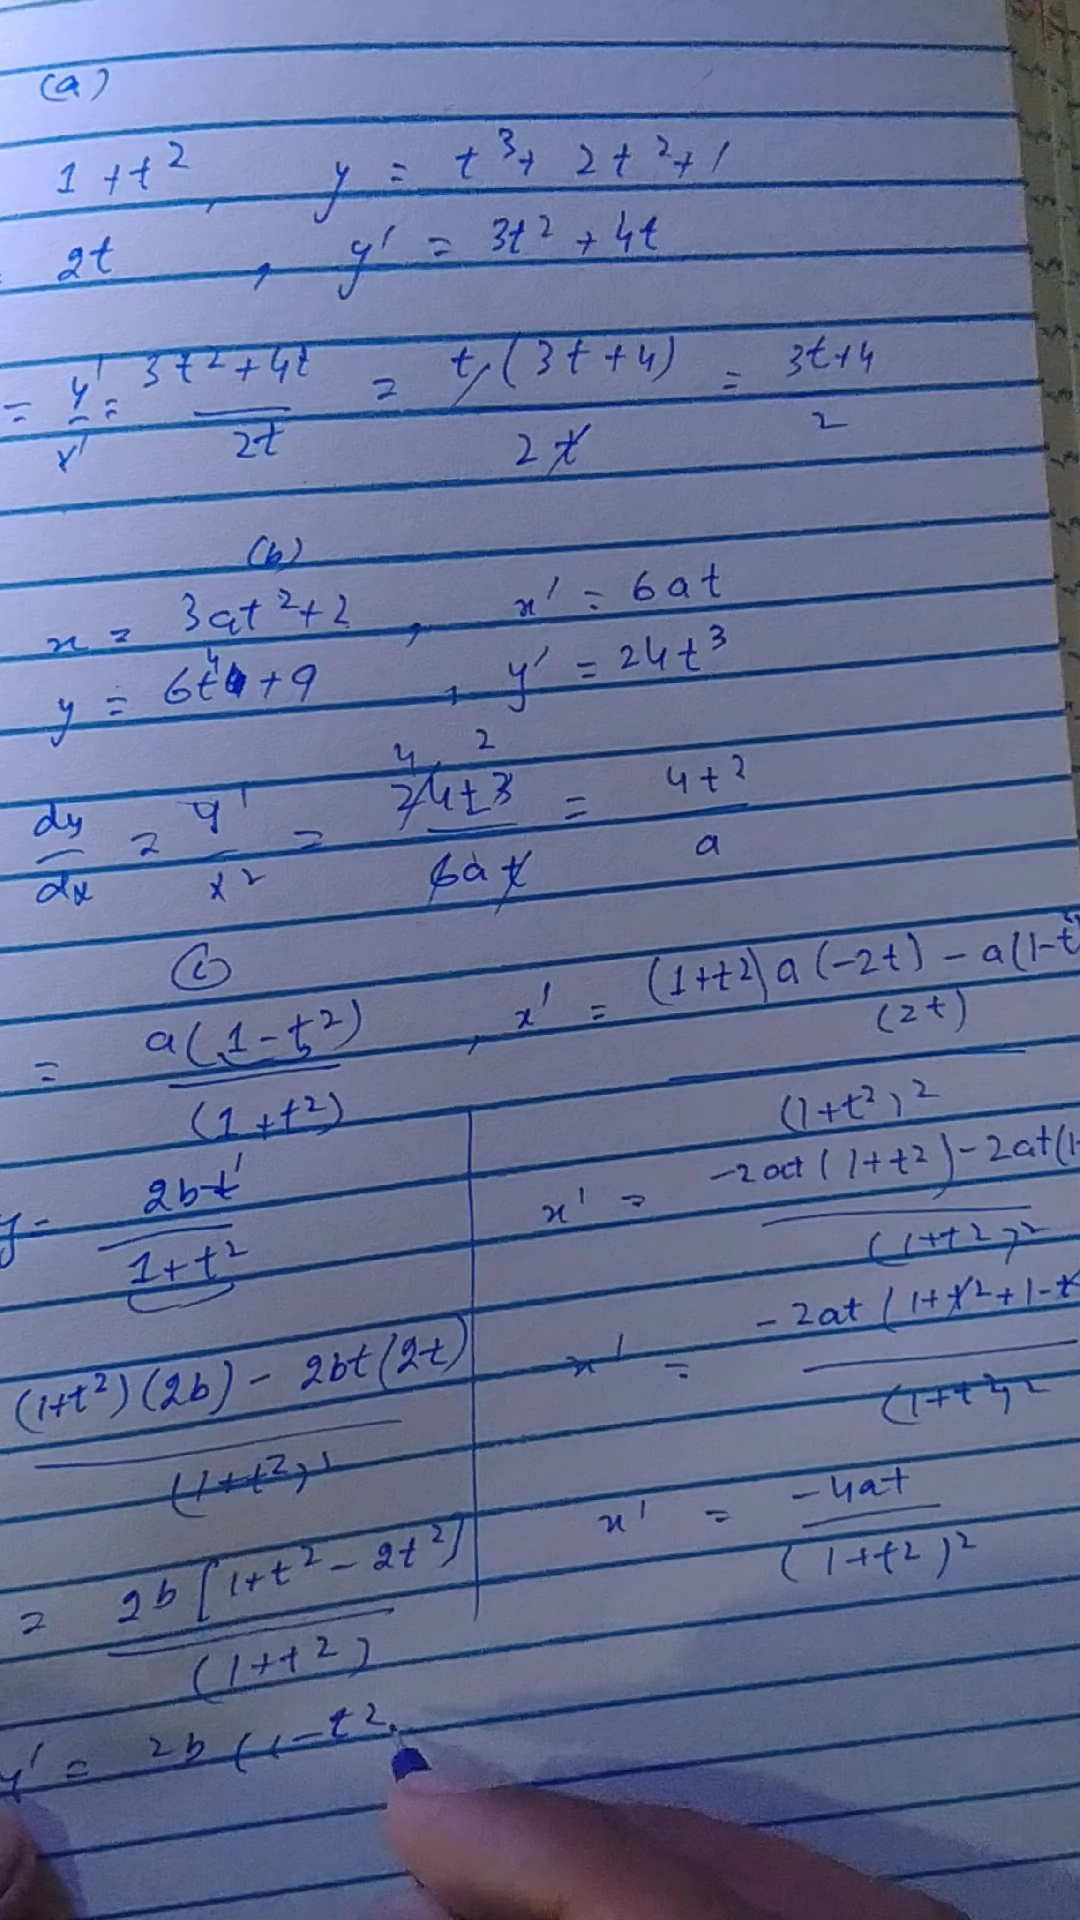 (a)
1 + t² , y = t³ + 2t² + 1
2t , y' = 3t² + 4t
= y'/x' = (3t² + 4t)/2t = t(3t + 4)/2t = (3t + 4)/2
(b)
x = 3at² + 2 , x' = 6at
y = 6t⁴ + 9 , y' = 24t³
dy/dx = y'/x² = 24t³/6at = 4t²/a
(c)
= a(1 - t²)/(1 + t²) , x' = (1 + t²) a (-2t) - a(1 - t²) (2t) / (1 + t²)²
y = 2bt/(1 + t²)
x' = -2at(1 + t²) - 2at(1- / (1 + t²)²
(1 + t²)(2b) - 2bt(2t) / (1 + t²)
x' = -2at(1 + t² + 1 - t / (1 + t²)²
= 2b[1 + t² - 2t²] / (1 + t²)
x' = -4at/(1 + t²)²
y' = 2b(1 - t²